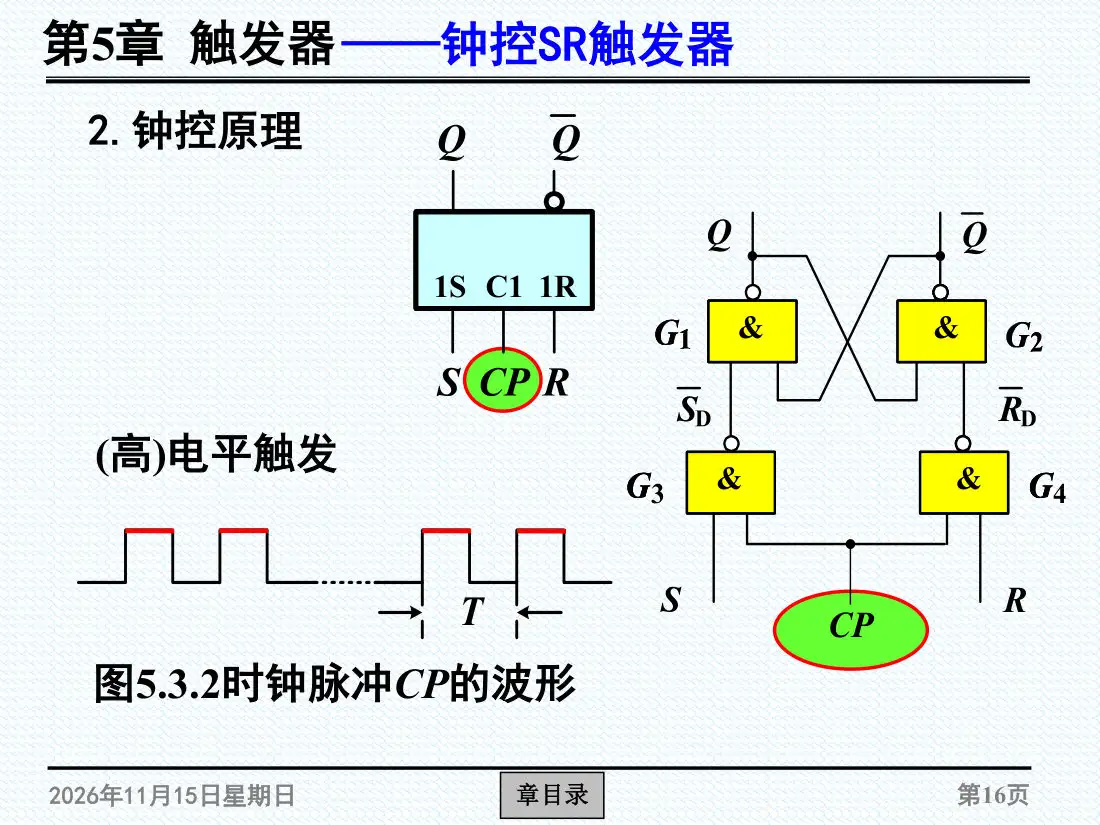 第5章 触发器——钟控SR触发器
2.钟控原理
Q Q̅
1S C1 1R
S CP R
Q Q̅
G1 & & G2
S̅D R̅D
G3 & & G4
S R
CP
(高)电平触发
T
图5.3.2时钟脉冲CP的波形
2026年11月15日星期日
章目录
第16页